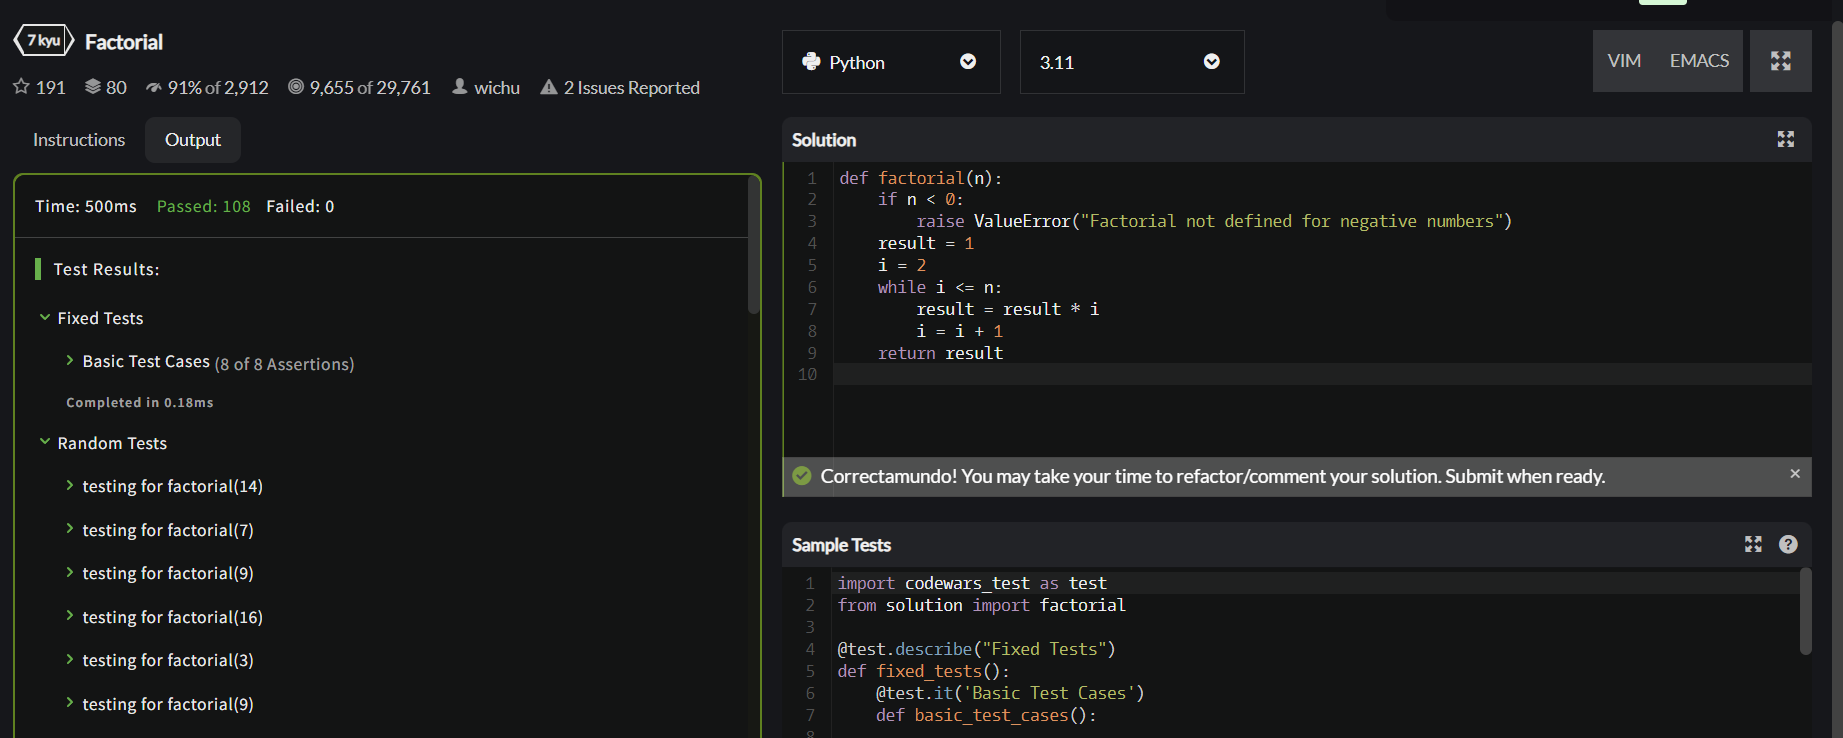 7 kyu Factorial
191 80 91% of 2,912 9,655 of 29,761 wichu 2 Issues Reported
Instructions Output
Time: 500ms Passed: 108 Failed: 0
Test Results:
Fixed Tests
Basic Test Cases (8 of 8 Assertions)
Completed in 0.18ms
Random Tests
testing for factorial(14)
testing for factorial(7)
testing for factorial(9)
testing for factorial(16)
testing for factorial(3)
testing for factorial(9)
Python 3.11 VIM EMACS
Solution
1 def factorial(n):
2     if n < 0:
3         raise ValueError("Factorial not defined for negative numbers")
4     result = 1
5     i = 2
6     while i <= n:
7         result = result * i
8         i = i + 1
9     return result
10
Correctamundo! You may take your time to refactor/comment your solution. Submit when ready. ×
Sample Tests ?
1 import codewars_test as test
2 from solution import factorial
3
4 @test.describe("Fixed Tests")
5 def fixed_tests():
6     @test.it('Basic Test Cases')
7     def basic_test_cases():
8